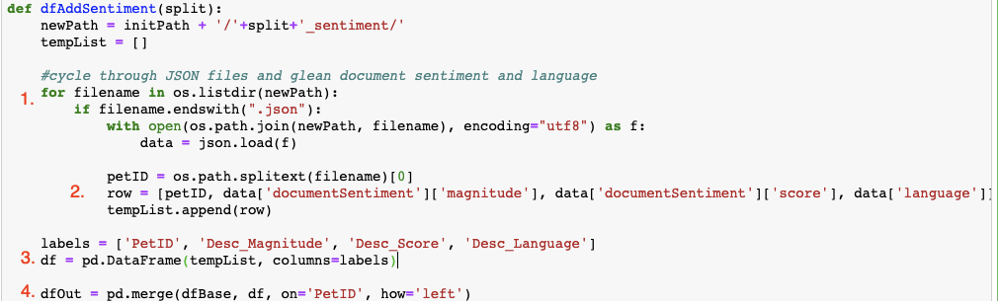 def dfAddSentiment(split):
    newPath = initPath + '/'+split+'_sentiment/'
    tempList = []
    #cycle through JSON files and glean document sentiment and language
1. for filename in os.listdir(newPath):
        if filename.endswith(".json"):
            with open(os.path.join(newPath, filename), encoding="utf8") as f:
                data = json.load(f)
            petID = os.path.splitext(filename)[0]
2.          row = [petID, data['documentSentiment']['magnitude'], data['documentSentiment']['score'], data['language']]
            tempList.append(row)
    labels = ['PetID', 'Desc_Magnitude', 'Desc_Score', 'Desc_Language']
3. df = pd.DataFrame(tempList, columns=labels)
4. dfOut = pd.merge(dfBase, df, on='PetID', how='left')